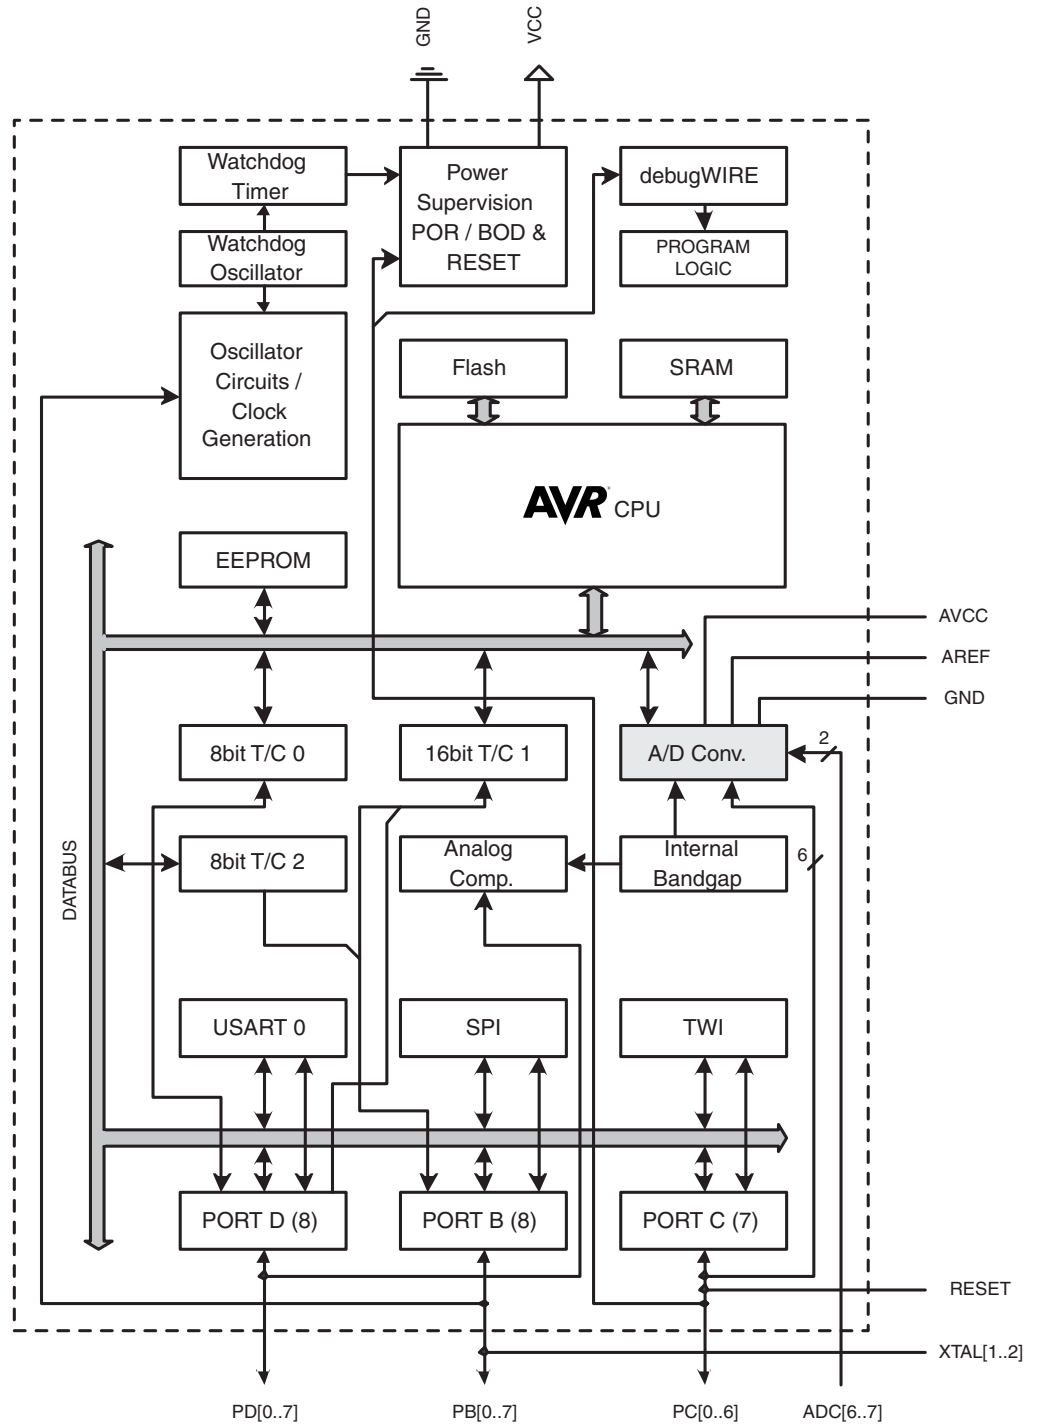 GND
VCC
Watchdog
Timer
Power
Supervision
POR / BOD &
RESET
debugWIRE
Watchdog
Oscillator
PROGRAM
LOGIC
Oscillator
Circuits /
Clock
Generation
Flash
SRAM
AVR CPU
EEPROM
AVCC
AREF
GND
8bit T/C 0
16bit T/C 1
A/D Conv.
2
DATABUS
8bit T/C 2
Analog
Comp.
Internal
Bandgap
6
USART 0
SPI
TWI
PORT D (8)
PORT B (8)
PORT C (7)
RESET
XTAL[1..2]
PD[0..7]
PB[0..7]
PC[0..6]
ADC[6..7]